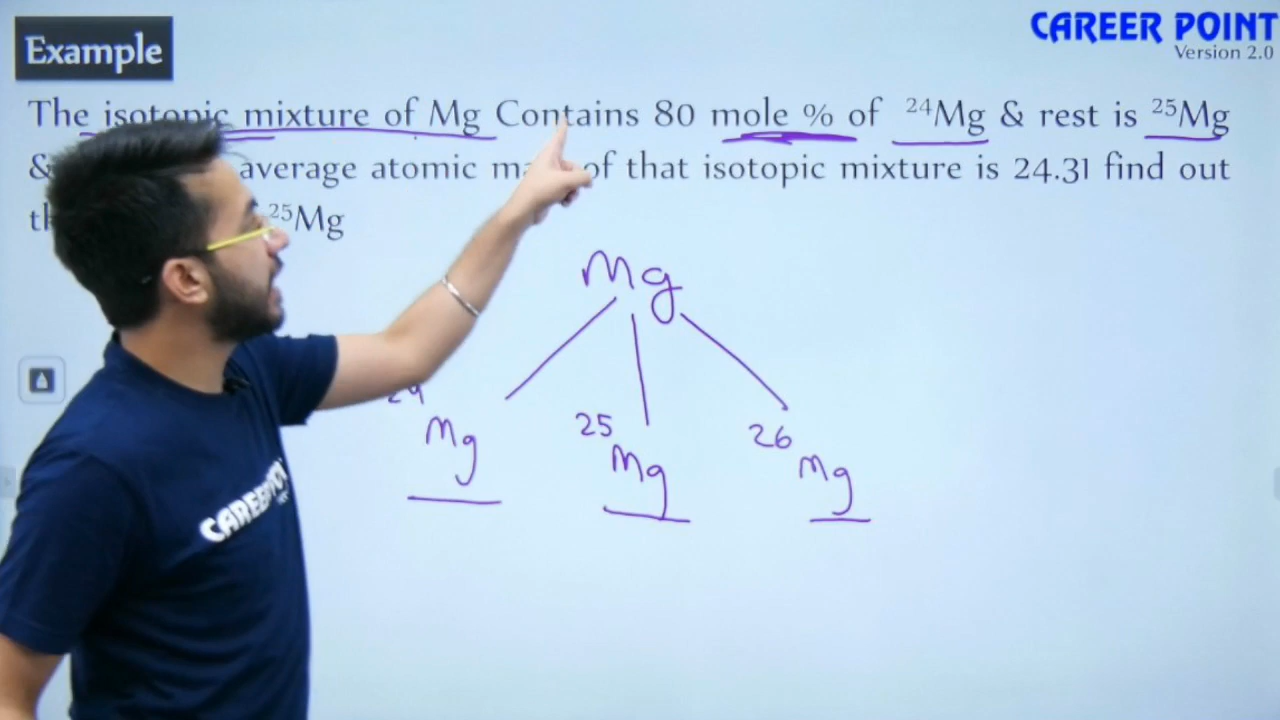 Example
CAREER POINT
Version 2.0
The isotopic mixture of Mg Contains 80 mole % of ²⁴Mg & rest is ²⁵Mg
& average atomic of that isotopic mixture is 24.31 find out
²⁵Mg
Mg
24 Mg 25 Mg 26 Mg
CAREER POINT